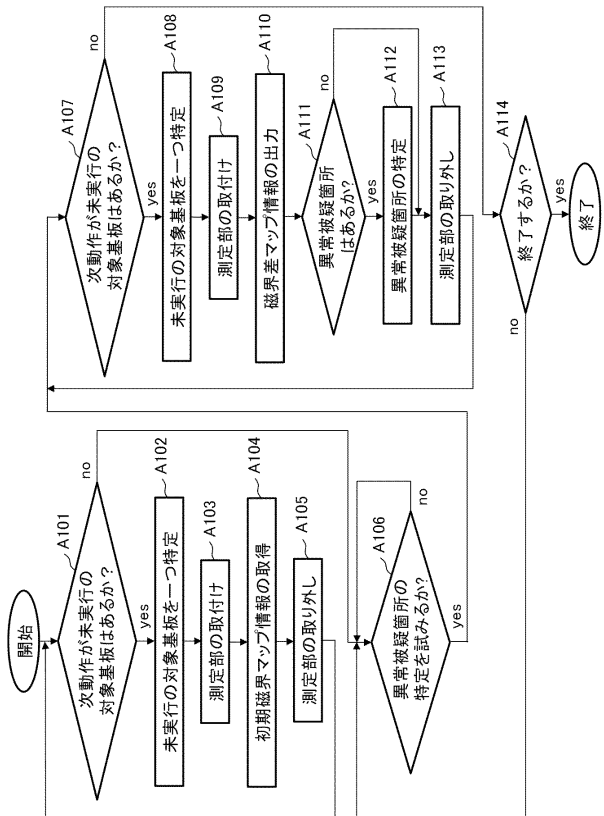 開始
A101
次動作が未実行の
対象基板はあるか?
no
yes
A102
未実行の対象基板を一つ特定
A103
測定部の取付け
A104
初期磁界マップ情報の取得
A105
測定部の取り外し
A106
異常被疑箇所の
特定を試みるか?
no
yes
A107
次動作が未実行の
対象基板はあるか?
no
yes
A108
未実行の対象基板を一つ特定
A109
測定部の取付け
A110
磁界差マップ情報の出力
A111
異常被疑箇所
はあるか?
no
yes
A112
異常被疑箇所の特定
A113
測定部の取り外し
A114
終了するか?
no
yes
終了